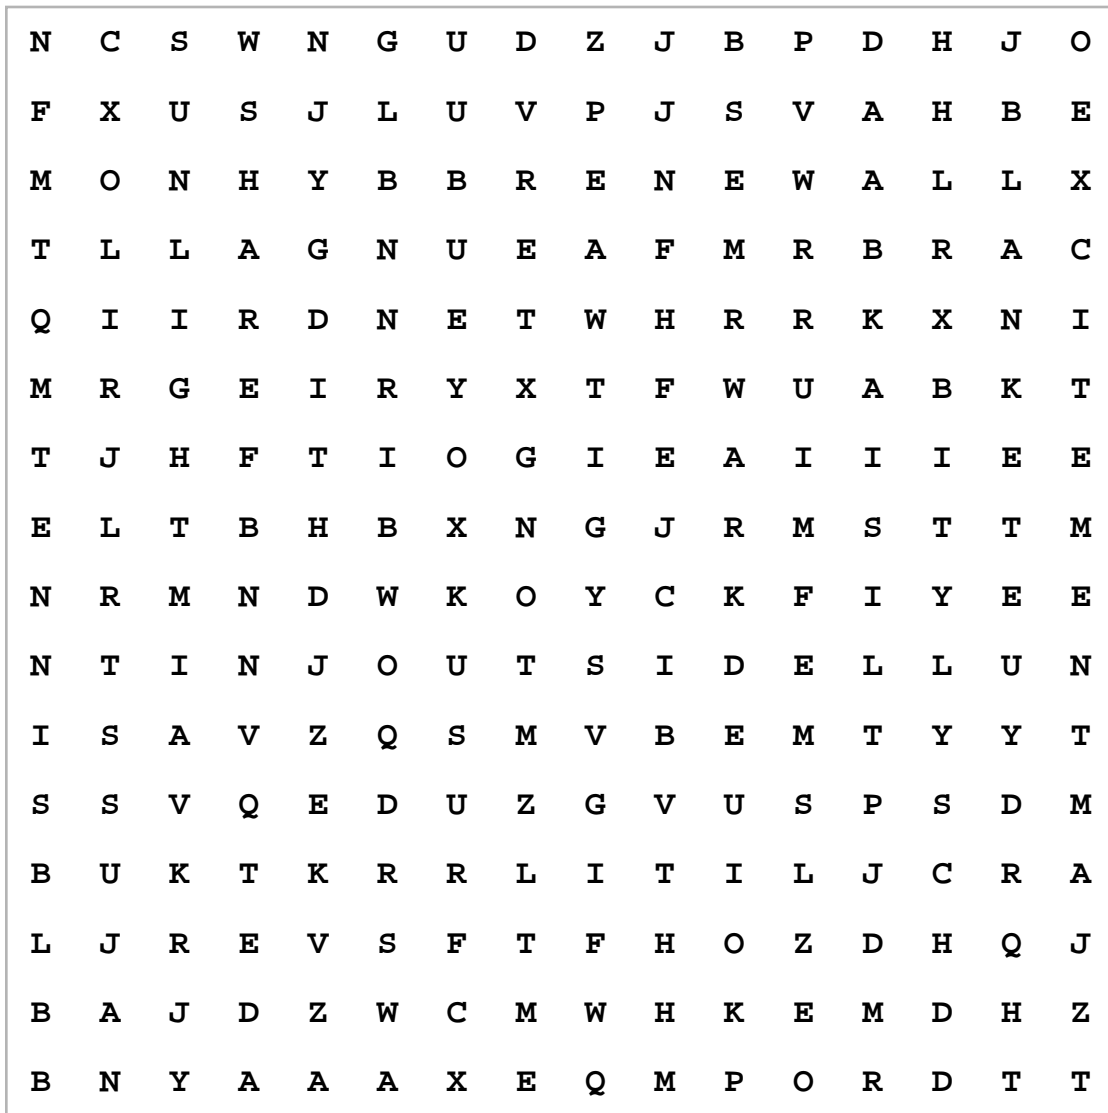 N C S W N G U D Z J B P D H J O
F X U S J L U V P J S V A H B E
M O N H Y B B R E N E W A L L X
T L L A G N U E A F M R B R A C
Q I I R D N E T W H R R K X N I
M R G E I R Y X T F W U A B K T
T J H F T I O G I E A I I I E E
E L T B H B X N G J R M S T T M
N R M N D W K O Y C K F I Y E E
N T I N J O U T S I D E L L U N
I S A V Z Q S M V B E M T Y Y T
S S V Q E D U Z G V U S P S D M
B U K T K R R L I T I L J C R A
L J R E V S F T F H O Z D H Q J
B A J D Z W C M W H K E M D H Z
B N Y A A A X E Q M P O R D T T